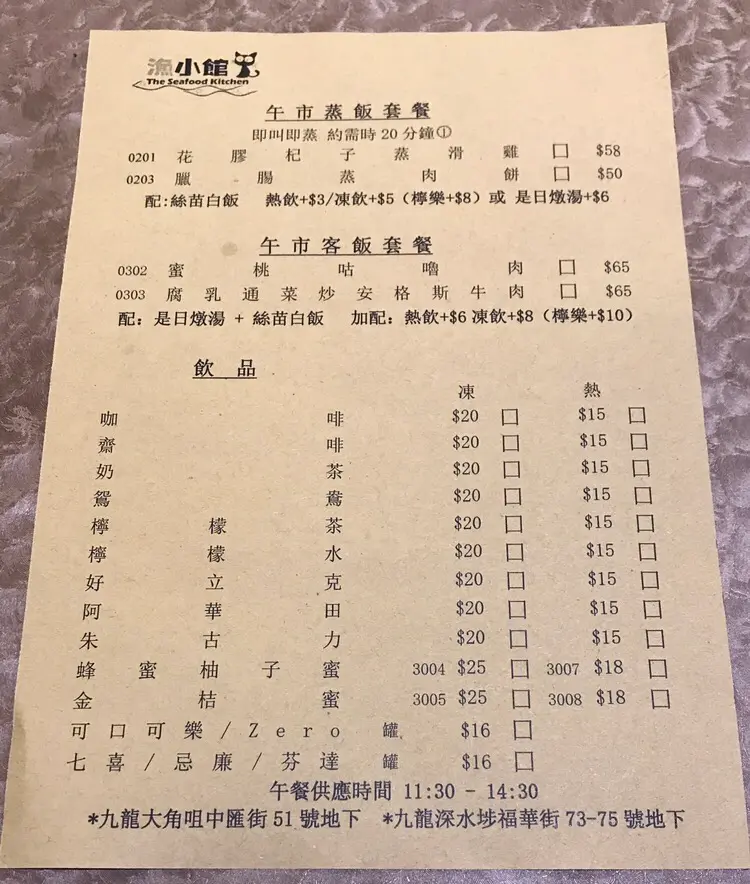 漁小館
The Seafood Kitchen
午市蒸飯套餐
即叫即蒸 約需時20分鐘①
0201 花膠杞子蒸滑雞 □ $58
0203 臘腸蒸肉餅 □ $50
配:絲苗白飯 熱飲+$3/凍飲+$5（檸樂+$8）或 是日燉湯+$6
午市客飯套餐
0302 蜜桃咕嚕肉 □ $65
0303 腐乳通菜炒安格斯牛肉 □ $65
配: 是日燉湯 + 絲苗白飯 加配: 熱飲+$6 凍飲+$8（檸樂+$10）
飲品
凍 熱
咖啡 $20 □ $15 □
齋啡 $20 □ $15 □
奶茶 $20 □ $15 □
鴛鴦 $20 □ $15 □
檸檬茶 $20 □ $15 □
檸檬水 $20 □ $15 □
好立克 $20 □ $15 □
阿華田 $20 □ $15 □
朱古力 $20 □ $15 □
蜂蜜柚子蜜 3004 $25 □ 3007 $18 □
金桔蜜 3005 $25 □ 3008 $18 □
可口可樂/Zero 罐 $16 □
七喜/忌廉/芬達 罐 $16 □
午餐供應時間 11:30 - 14:30
*九龍大角咀中匯街51號地下 *九龍深水埗福華街73-75號地下